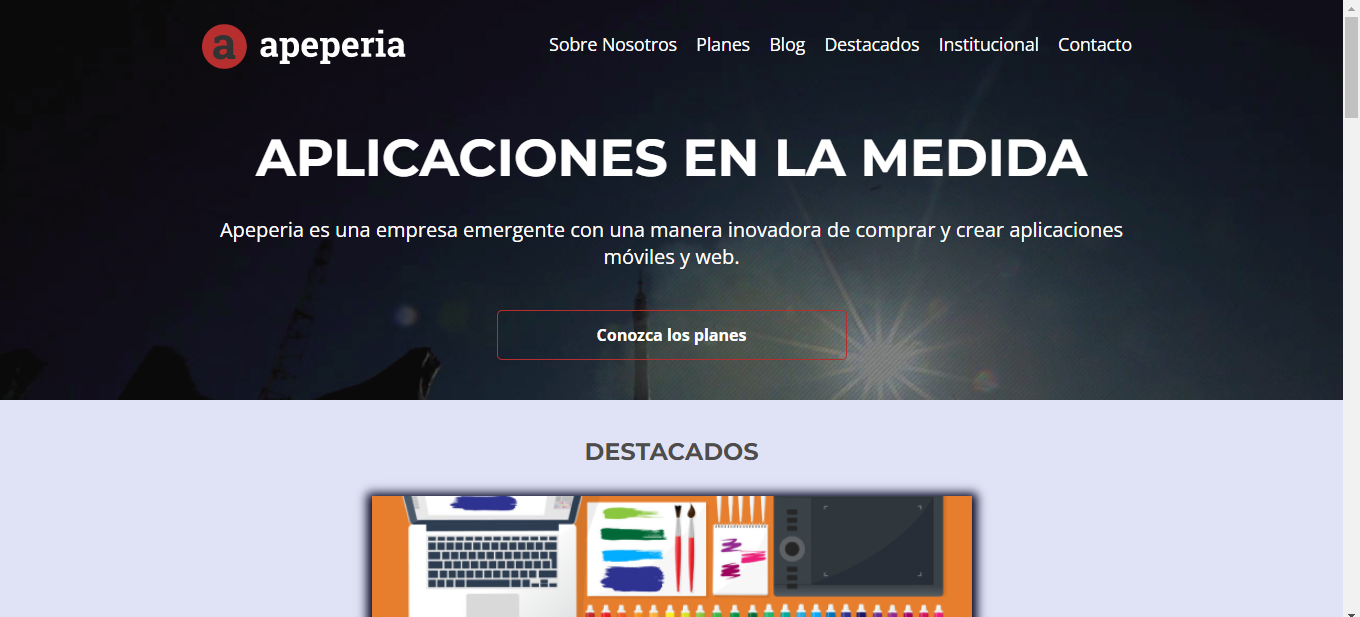 a apeperia
Sobre Nosotros Planes Blog Destacados Institucional Contacto
APLICACIONES EN LA MEDIDA
Apeperia es una empresa emergente con una manera inovadora de comprar y crear aplicaciones
móviles y web.
Conozca los planes
DESTACADOS